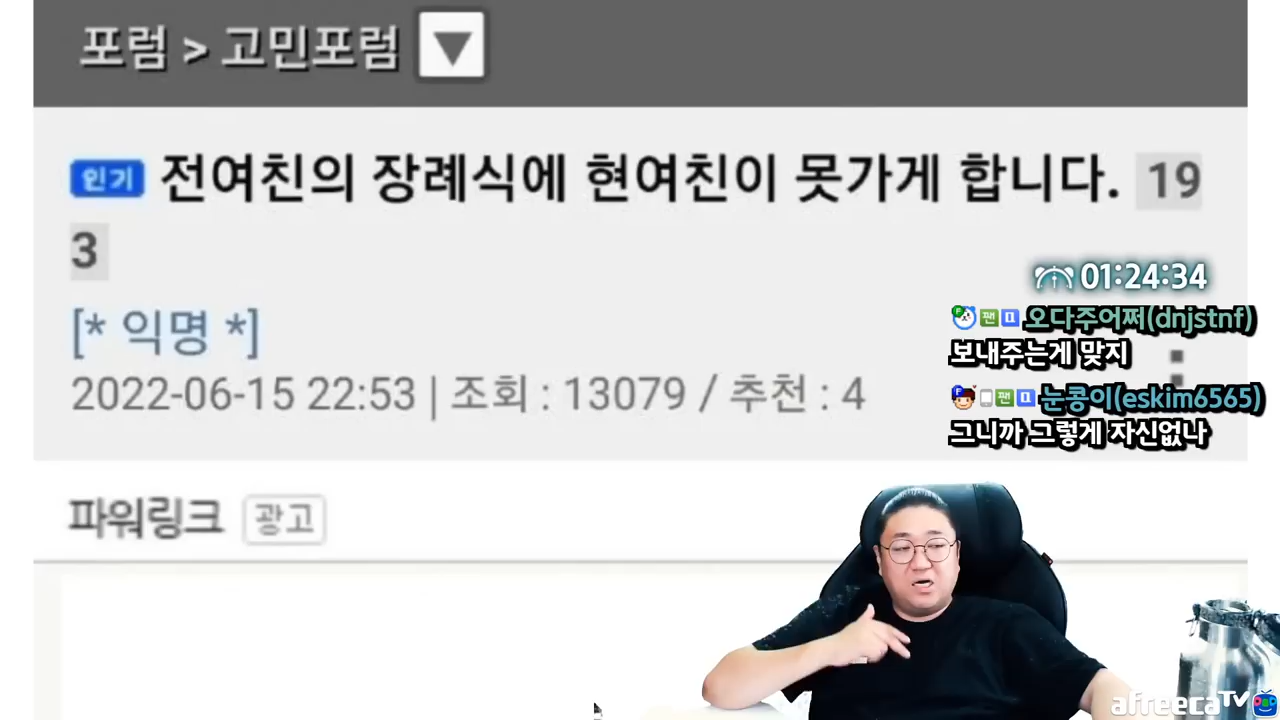 포럼 > 고민포럼 ▼
인기 전여친의 장례식에 현여친이 못가게 합니다. 19
3
[* 익명 *]
2022-06-15 22:53 | 조회 : 13079 / 추천 : 4
파워링크 광고
01:24:34
팬 오다주어쩌(dnjstnf)
보내주는게 맞지
팬 눈콩이(eskim6565)
그니까 그렇게 자신없나
afreecaTV